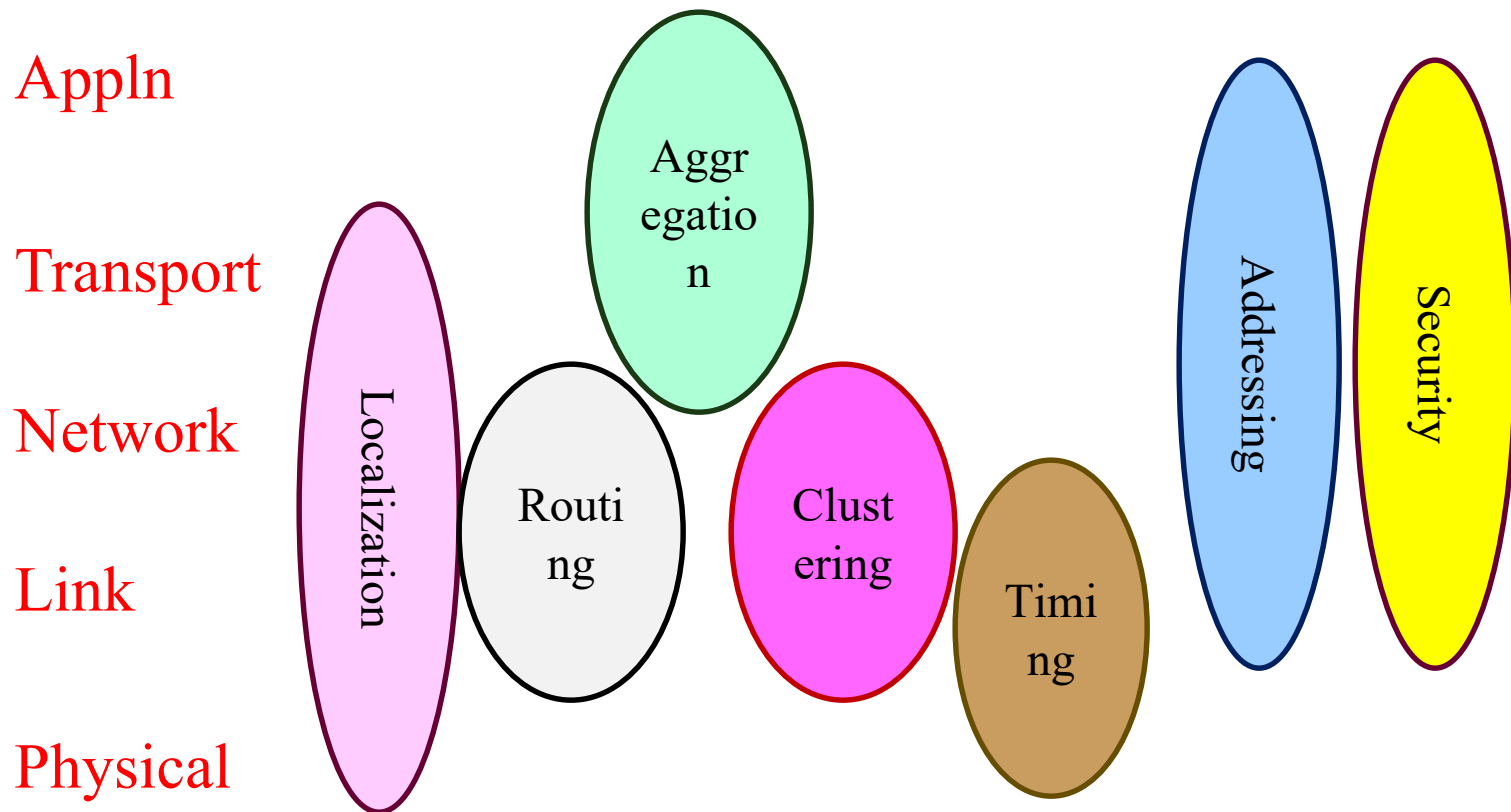 Appln
Transport
Network
Link
Physical
Localization
Aggr
egatio
n
Routi
ng
Clust
ering
Timi
ng
Addressing
Security